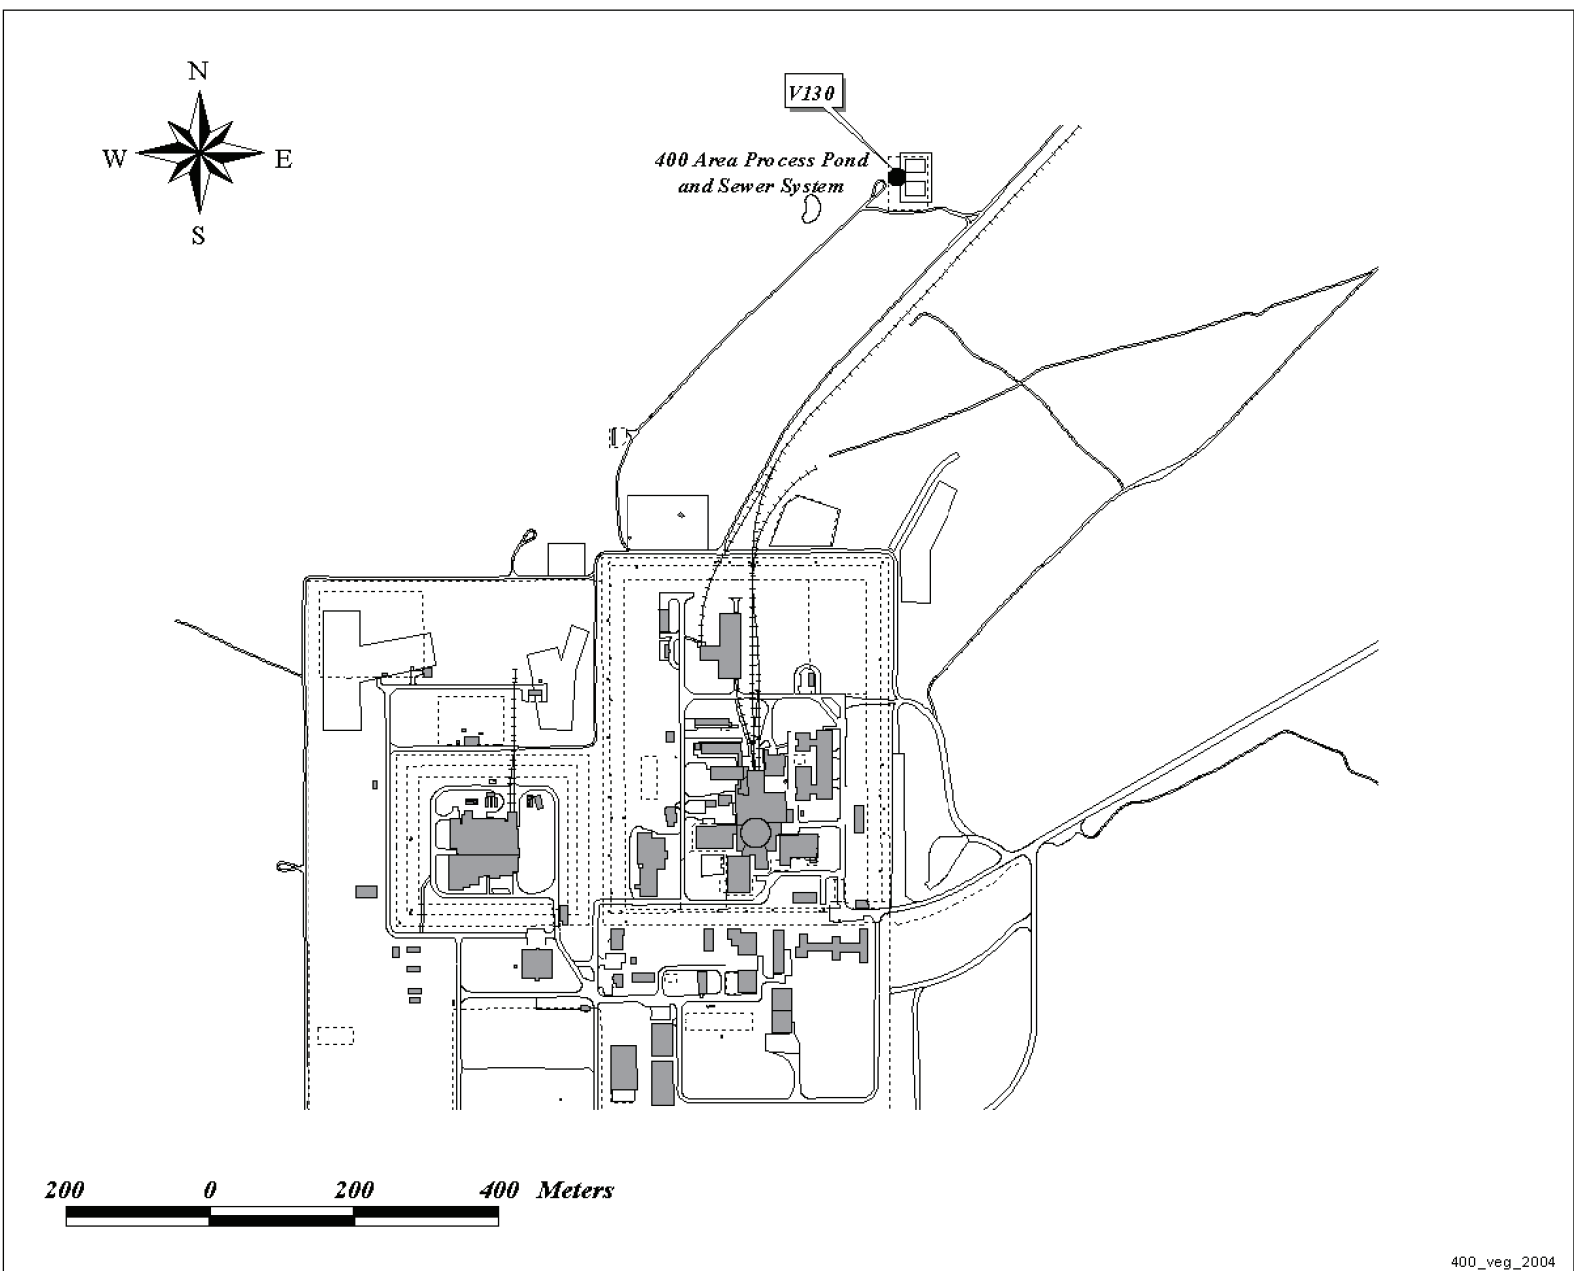 N
V130
W E
400 Area Process Pond
and Sewer System
S
200 0 200 400 Meters
400_veg_2004